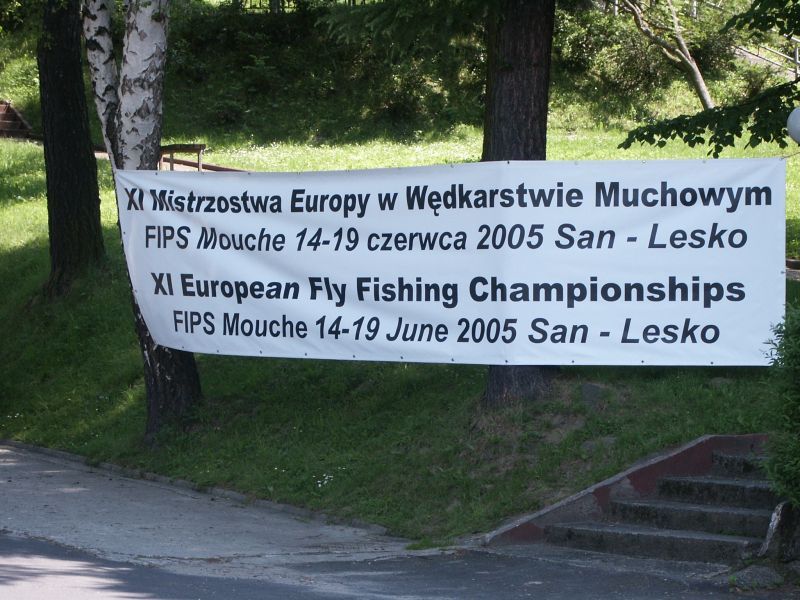 XI Mistrzostwa Europy w Wędkarstwie Muchowym
FIPS Mouche 14-19 czerwca 2005 San - Lesko
XI European Fly Fishing Championships
FIPS Mouche 14-19 June 2005 San - Lesko